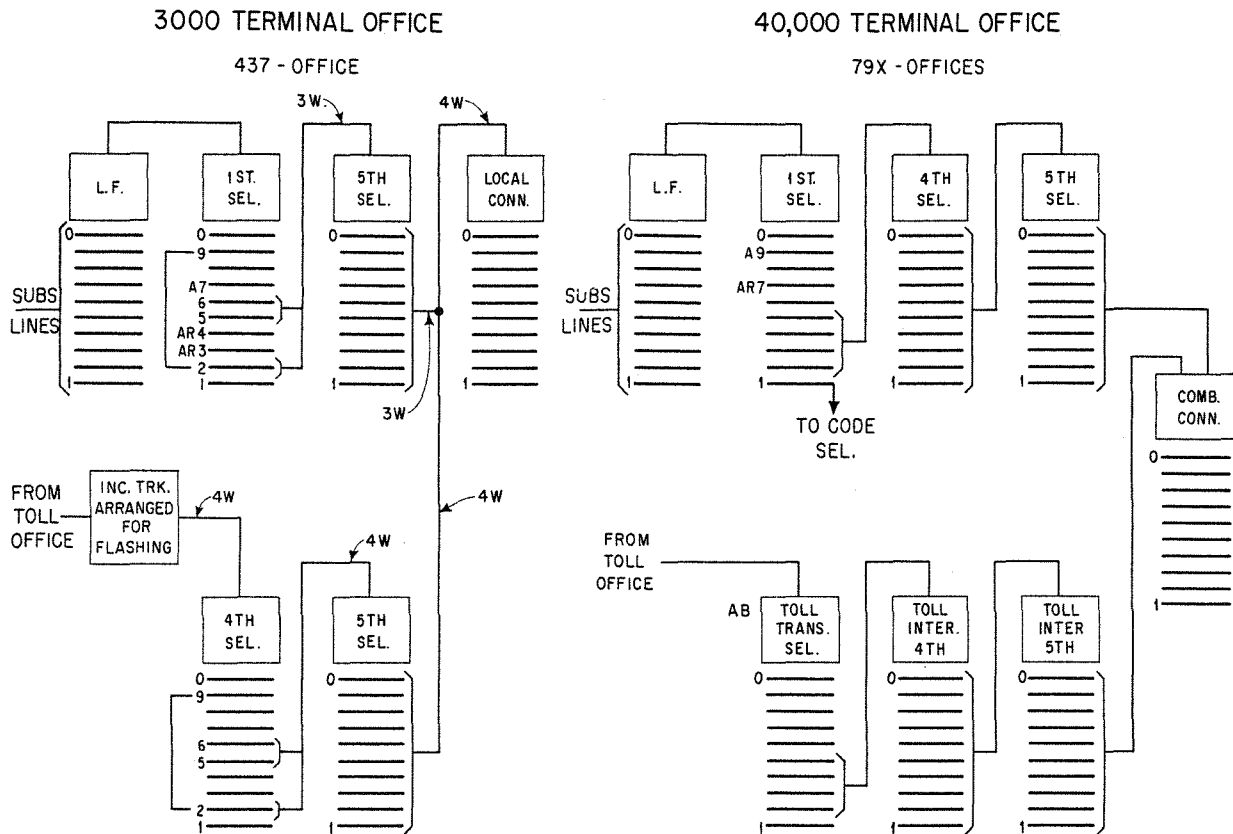 3000 TERMINAL OFFICE
437 - OFFICE
3W.
4W
L.F.
1ST.
SEL.
5TH
SEL.
LOCAL
CONN.
0
0
9
A7
6
5
AR4
AR3
2
1
0
0
SUBS
LINES
1
1
1
3W
FROM
TOLL
OFFICE
INC. TRK.
ARRANGED
FOR
FLASHING
4W
4W
4W
4TH
SEL.
5TH
SEL.
0
9
6
5
2
1
0
1
40,000 TERMINAL OFFICE
79X - OFFICES
L.F.
1ST.
SEL.
4TH
SEL.
5TH
SEL.
0
0
A9
AR7
0
0
SUBS
LINES
1
1
1
1
TO CODE
SEL.
COMB.
CONN.
0
1
FROM
TOLL
OFFICE
AB
TOLL
TRANS.
SEL.
TOLL
INTER.
4TH
TOLL
INTER
5TH
0
0
1
1
1